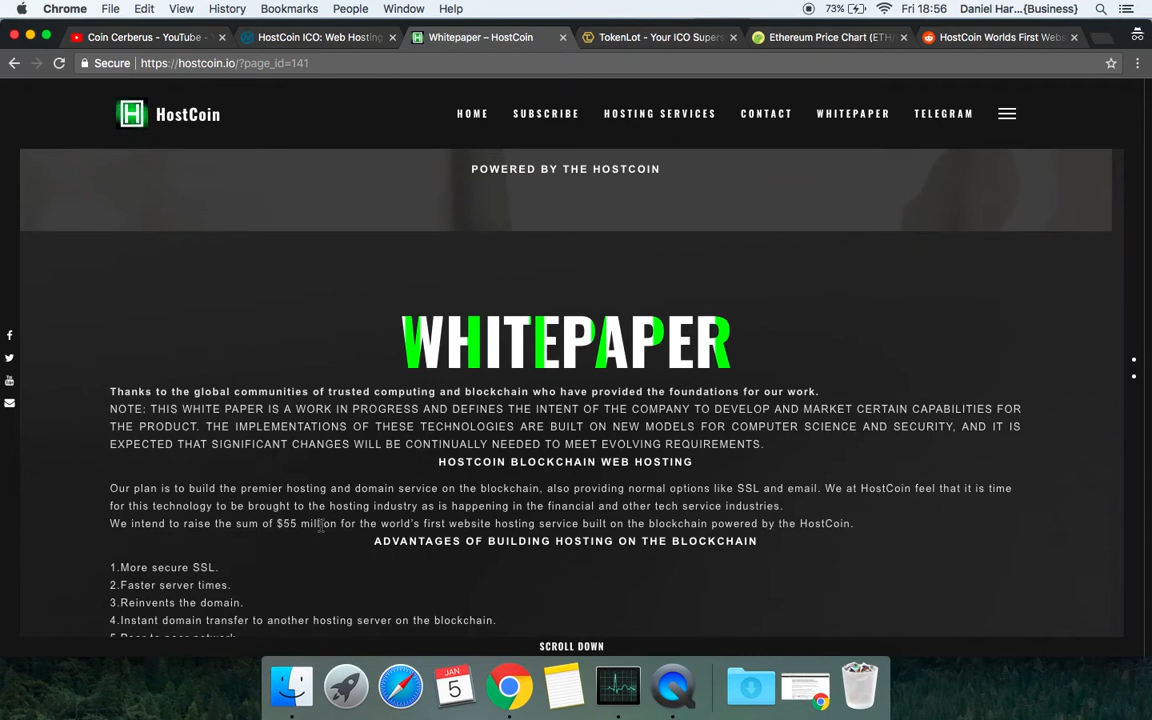 Chrome File Edit View History Bookmarks People Window Help 73% Fri 18:56 Daniel Har...{Business}
Coin Cerberus - YouTube - HostCoin ICO: Web Hosting Whitepaper – HostCoin TokenLot - Your ICO Supers Ethereum Price Chart (ETH/ HostCoin Worlds First Webs
Secure https://hostcoin.io/?page_id=141
H HostCoin HOME SUBSCRIBE HOSTING SERVICES CONTACT WHITEPAPER TELEGRAM
POWERED BY THE HOSTCOIN
WHITEPAPER
Thanks to the global communities of trusted computing and blockchain who have provided the foundations for our work.
NOTE: THIS WHITE PAPER IS A WORK IN PROGRESS AND DEFINES THE INTENT OF THE COMPANY TO DEVELOP AND MARKET CERTAIN CAPABILITIES FOR
THE PRODUCT. THE IMPLEMENTATIONS OF THESE TECHNOLOGIES ARE BUILT ON NEW MODELS FOR COMPUTER SCIENCE AND SECURITY, AND IT IS
EXPECTED THAT SIGNIFICANT CHANGES WILL BE CONTINUALLY NEEDED TO MEET EVOLVING REQUIREMENTS.
HOSTCOIN BLOCKCHAIN WEB HOSTING
Our plan is to build the premier hosting and domain service on the blockchain, also providing normal options like SSL and email. We at HostCoin feel that it is time
for this technology to be brought to the hosting industry as is happening in the financial and other tech service industries.
We intend to raise the sum of $55 million for the world's first website hosting service built on the blockchain powered by the HostCoin.
ADVANTAGES OF BUILDING HOSTING ON THE BLOCKCHAIN
1.More secure SSL.
2.Faster server times.
3.Reinvents the domain.
4.Instant domain transfer to another hosting server on the blockchain.
5.Peer to peer network
SCROLL DOWN
JAN
5